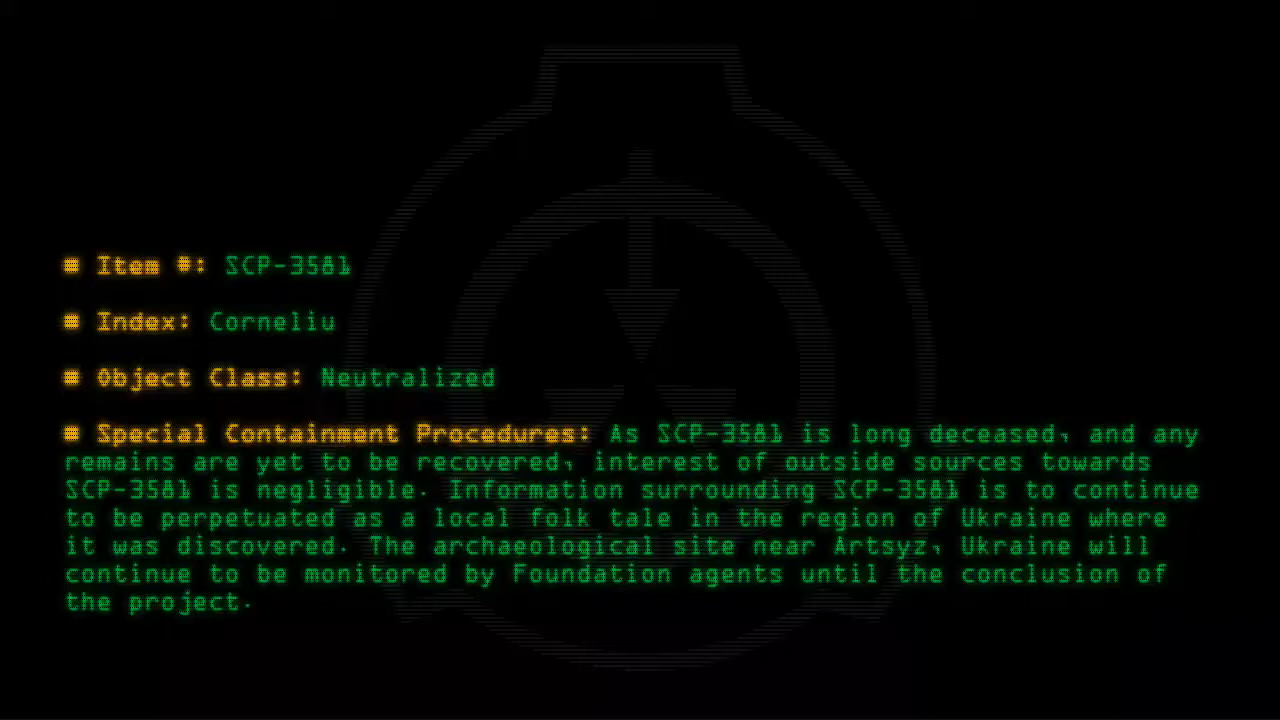 # Item #: SCP-3581
# Index: Corneliu
# Object Class: Neutralized
# Special Containment Procedures: As SCP-3581 is long deceased, and any
remains are yet to be recovered, interest of outside sources towards
SCP-3581 is negligible. Information surrounding SCP-3581 is to continue
to be perpetuated as a local folk tale in the region of Ukraine where
it was discovered. The archaeological site near Artsyz, Ukraine will
continue to be monitored by Foundation agents until the conclusion of
the project.